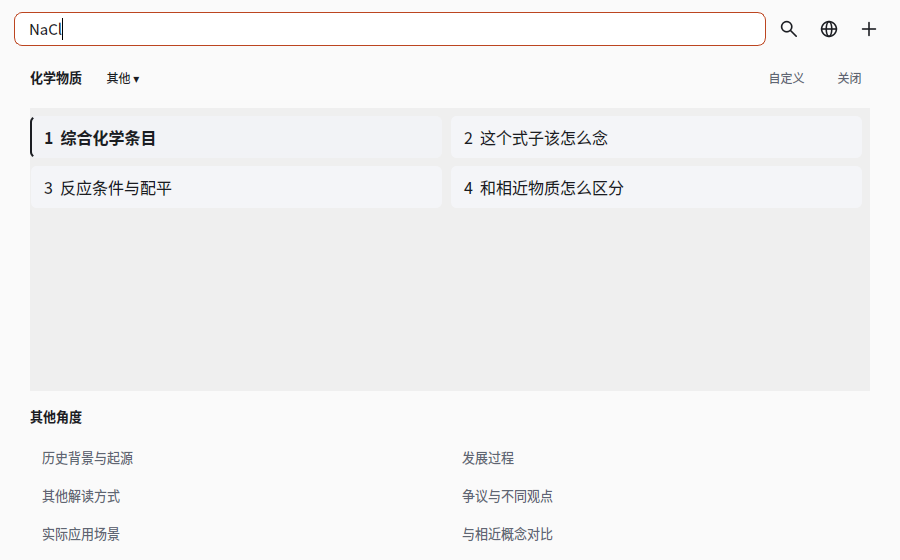 NaCl
化学物质 其他 ▾ 自定义 关闭
1 综合化学条目
2 这个式子该怎么念
3 反应条件与配平
4 和相近物质怎么区分
其他角度
历史背景与起源
发展过程
其他解读方式
争议与不同观点
实际应用场景
与相近概念对比